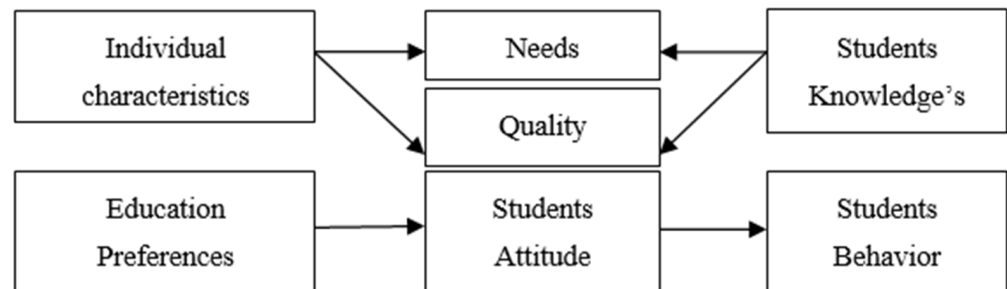 Individual
characteristics
Needs
Quality
Students
Knowledge's
Education
Preferences
Students
Attitude
Students
Behavior